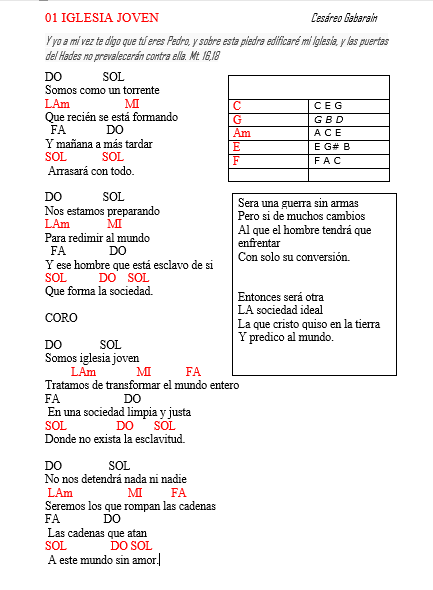 01 IGLESIA JOVEN Cesáreo Gabarain
Y yo a mi vez te digo que tú eres Pedro, y sobre esta piedra edificaré mi Iglesia, y las puertas
del Hades no prevalecerán contra ella. Mt. 16,18
DO SOL
Somos como un torrente
LAm MI
Que recién se está formando
FA DO
Y mañana a más tardar
SOL SOL
Arrasará con todo.
DO SOL
Nos estamos preparando
LAm MI
Para redimir al mundo
FA DO
Y ese hombre que está esclavo de si
SOL DO SOL
Que forma la sociedad.
CORO
DO SOL
Somos iglesia joven
LAm MI FA
Tratamos de transformar el mundo entero
FA DO
En una sociedad limpia y justa
SOL DO SOL
Donde no exista la esclavitud.
DO SOL
No nos detendrá nada ni nadie
LAm MI FA
Seremos los que rompan las cadenas
FA DO
Las cadenas que atan
SOL DO SOL
A este mundo sin amor.
C C E G
G G B D
Am A C E
E E G# B
F F A C
Sera una guerra sin armas
Pero si de muchos cambios
Al que el hombre tendrá que
enfrentar
Con solo su conversión.
Entonces será otra
LA sociedad ideal
La que cristo quiso en la tierra
Y predico al mundo.